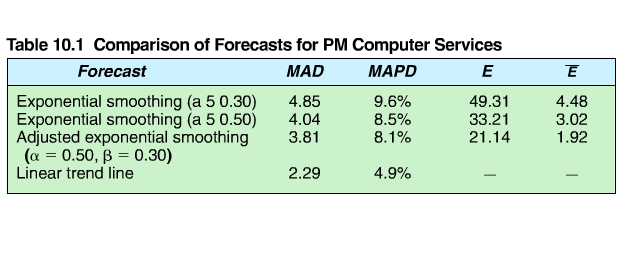 Table 10.1 Comparison of Forecasts for PM Computer Services
Forecast MAD MAPD E E̅
Exponential smoothing (a 5 0.30) 4.85 9.6% 49.31 4.48
Exponential smoothing (a 5 0.50) 4.04 8.5% 33.21 3.02
Adjusted exponential smoothing 3.81 8.1% 21.14 1.92
(α = 0.50, β = 0.30)
Linear trend line 2.29 4.9% — —